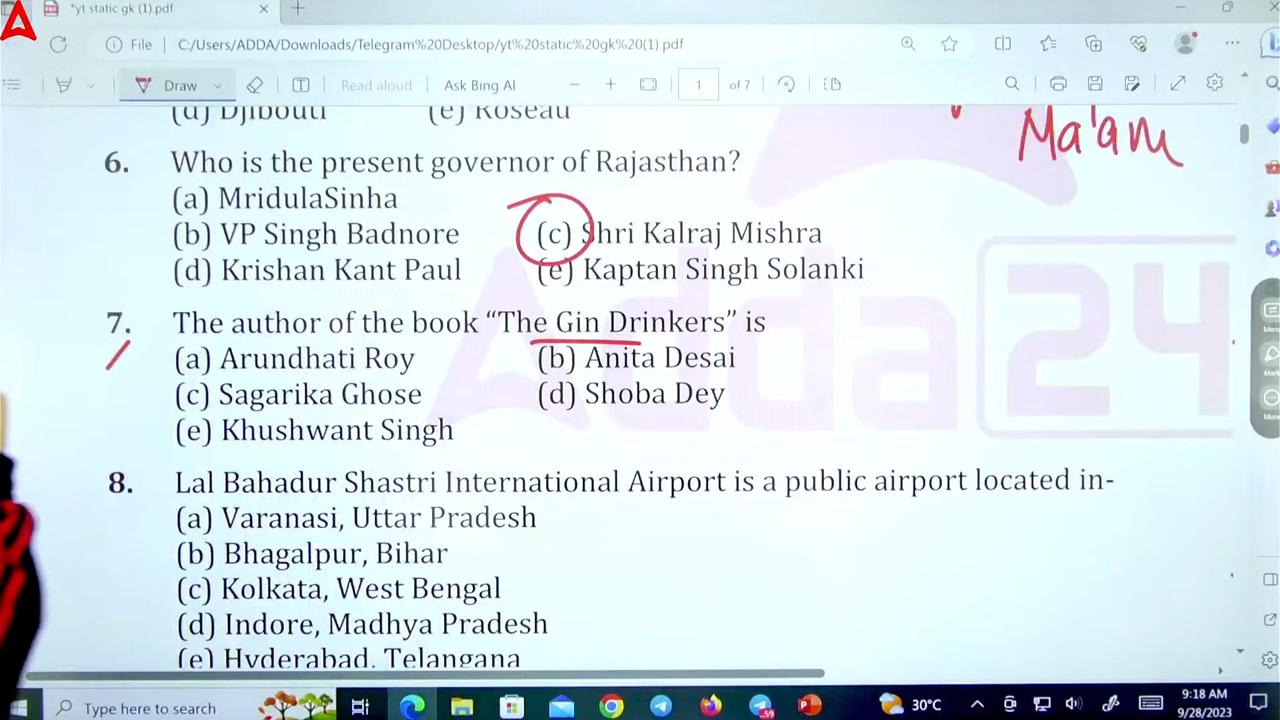 *yt static gk (1).pdf
File C:/Users/ADDA/Downloads/Telegram%20Desktop/yt%20static%20gk%20(1).pdf
Draw Read aloud Ask Bing AI 1 of 7
(d) Djibouti (e) Roseau
Ma'am
6. Who is the present governor of Rajasthan?
(a) MridulaSinha
(b) VP Singh Badnore (c) Shri Kalraj Mishra
(d) Krishan Kant Paul (e) Kaptan Singh Solanki
7. The author of the book “The Gin Drinkers” is
(a) Arundhati Roy (b) Anita Desai
(c) Sagarika Ghose (d) Shoba Dey
(e) Khushwant Singh
8. Lal Bahadur Shastri International Airport is a public airport located in-
(a) Varanasi, Uttar Pradesh
(b) Bhagalpur, Bihar
(c) Kolkata, West Bengal
(d) Indore, Madhya Pradesh
(e) Hyderabad, Telangana
Adda 24
Type here to search 59 30°C 9:18 AM
9/28/2023